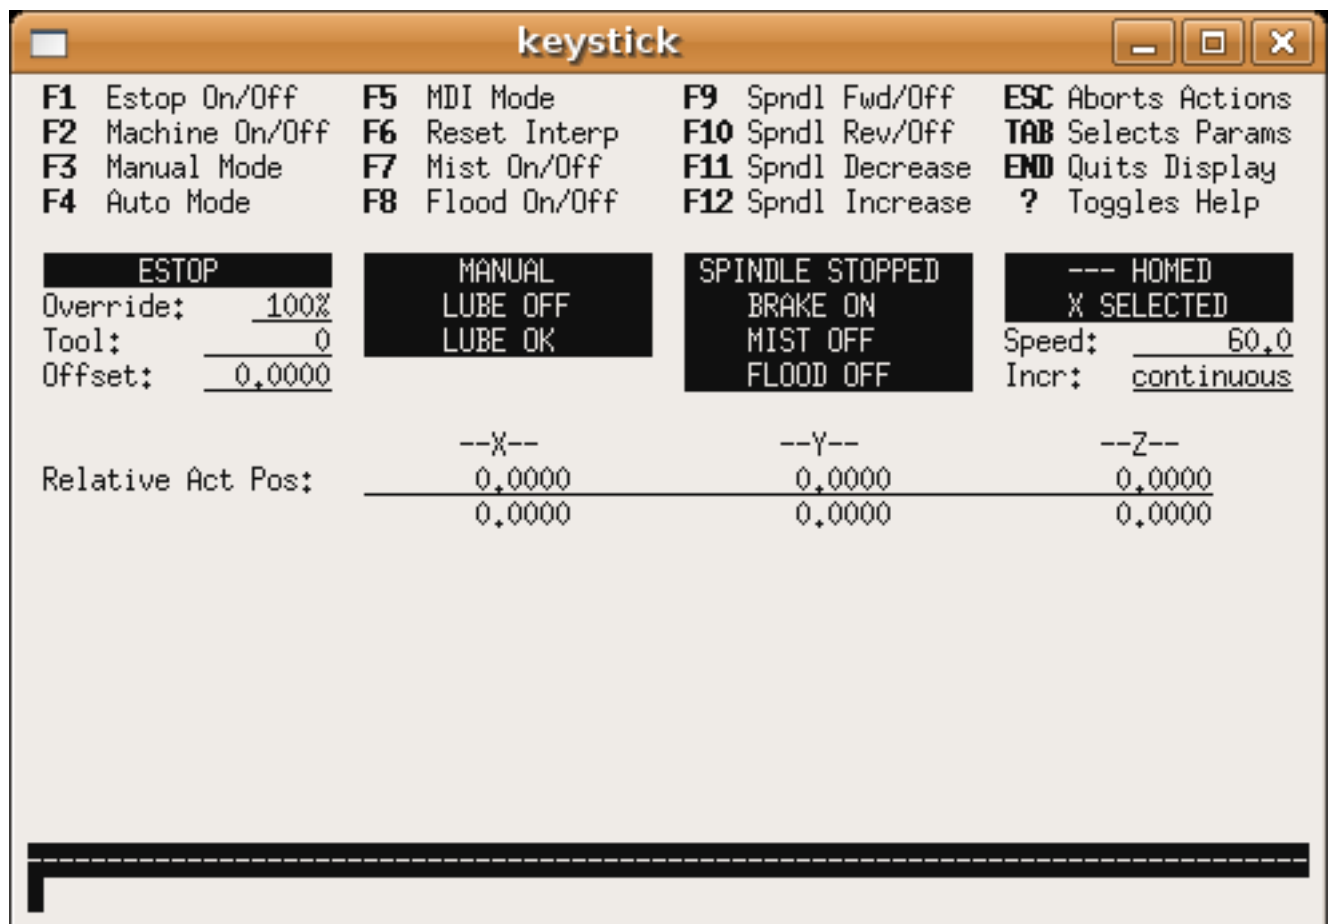 keystick
F1 Estop On/Off F5 MDI Mode F9 Spndl Fwd/Off ESC Aborts Actions
F2 Machine On/Off F6 Reset Interp F10 Spndl Rev/Off TAB Selects Params
F3 Manual Mode F7 Mist On/Off F11 Spndl Decrease END Quits Display
F4 Auto Mode F8 Flood On/Off F12 Spndl Increase ? Toggles Help
ESTOP MANUAL SPINDLE STOPPED --- HOMED
Override: 100% LUBE OFF BRAKE ON X SELECTED
Tool: 0 LUBE OK MIST OFF Speed: 60.0
Offset: 0.0000 FLOOD OFF Incr: continuous
--X-- --Y-- --Z--
Relative Act Pos: 0.0000 0.0000 0.0000
0.0000 0.0000 0.0000
--------------------------------------------------------------------------------